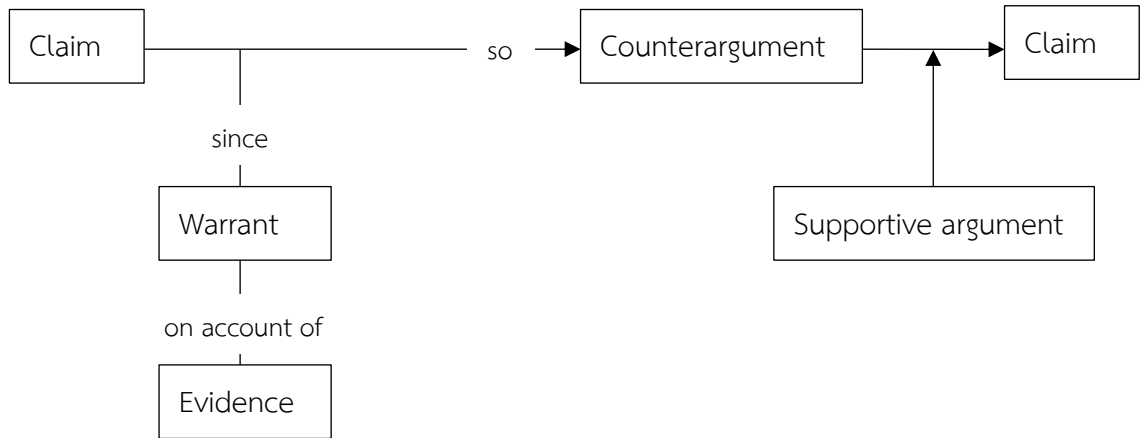 Claim
so
Counterargument
Claim
since
Warrant
Supportive argument
on account of
Evidence